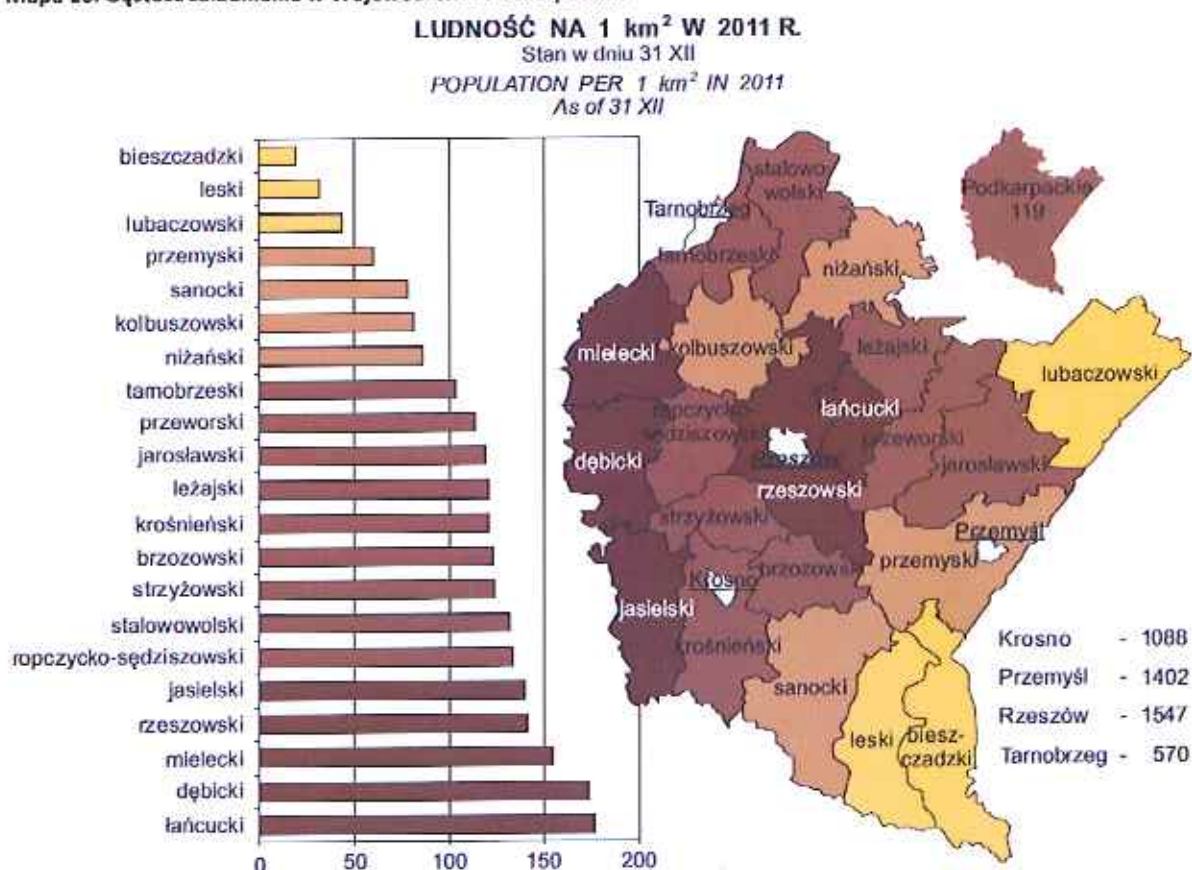 LUDNOŚĆ NA 1 km² W 2011 R.
Stan w dniu 31 XII
POPULATION PER 1 km² IN 2011
As of 31 XII
bieszczadzki
leski
lubaczowski
przemyski
sanocki
kolbuszowski
niżański
tarnobrzeski
przeworski
jarosławski
leżajski
krośnieński
brzozowski
strzyżowski
stalowowolski
ropczycko-sędziszowski
jasielski
rzeszowski
mielecki
dębicki
łańcucki
0 50 100 150 200
stalowo-
wolski
Tarnobrzeg
tarnobrzeski
niżański
Podkarpackie
119
mielecki
kolbuszowski
leżajski
lubaczowski
ropczycko-
sędziszowski
łańcucki
przeworski
jarosławski
dębicki
Rzeszów
rzeszowski
strzyżowski
Przemyśl
przemyski
Krosno
brzozowski
jasielski
krośnieński
sanocki
leski
biesz-
czadzki
Krosno - 1088
Przemyśl - 1402
Rzeszów - 1547
Tarnobrzeg - 570